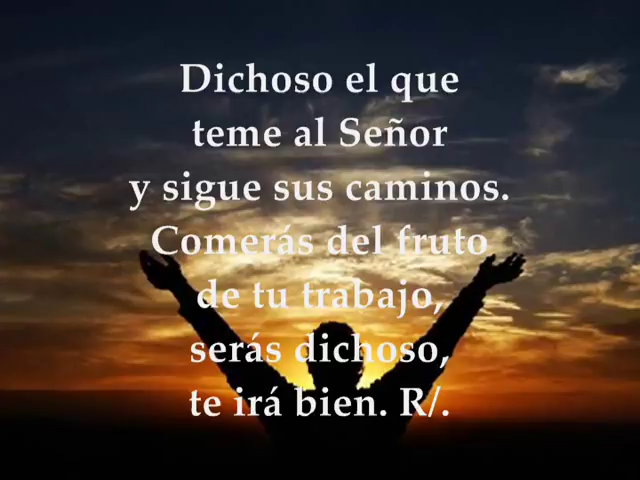 Dichoso el que
teme al Señor
y sigue sus caminos.
Comerás del fruto
de tu trabajo,
serás dichoso,
te irá bien. R/.